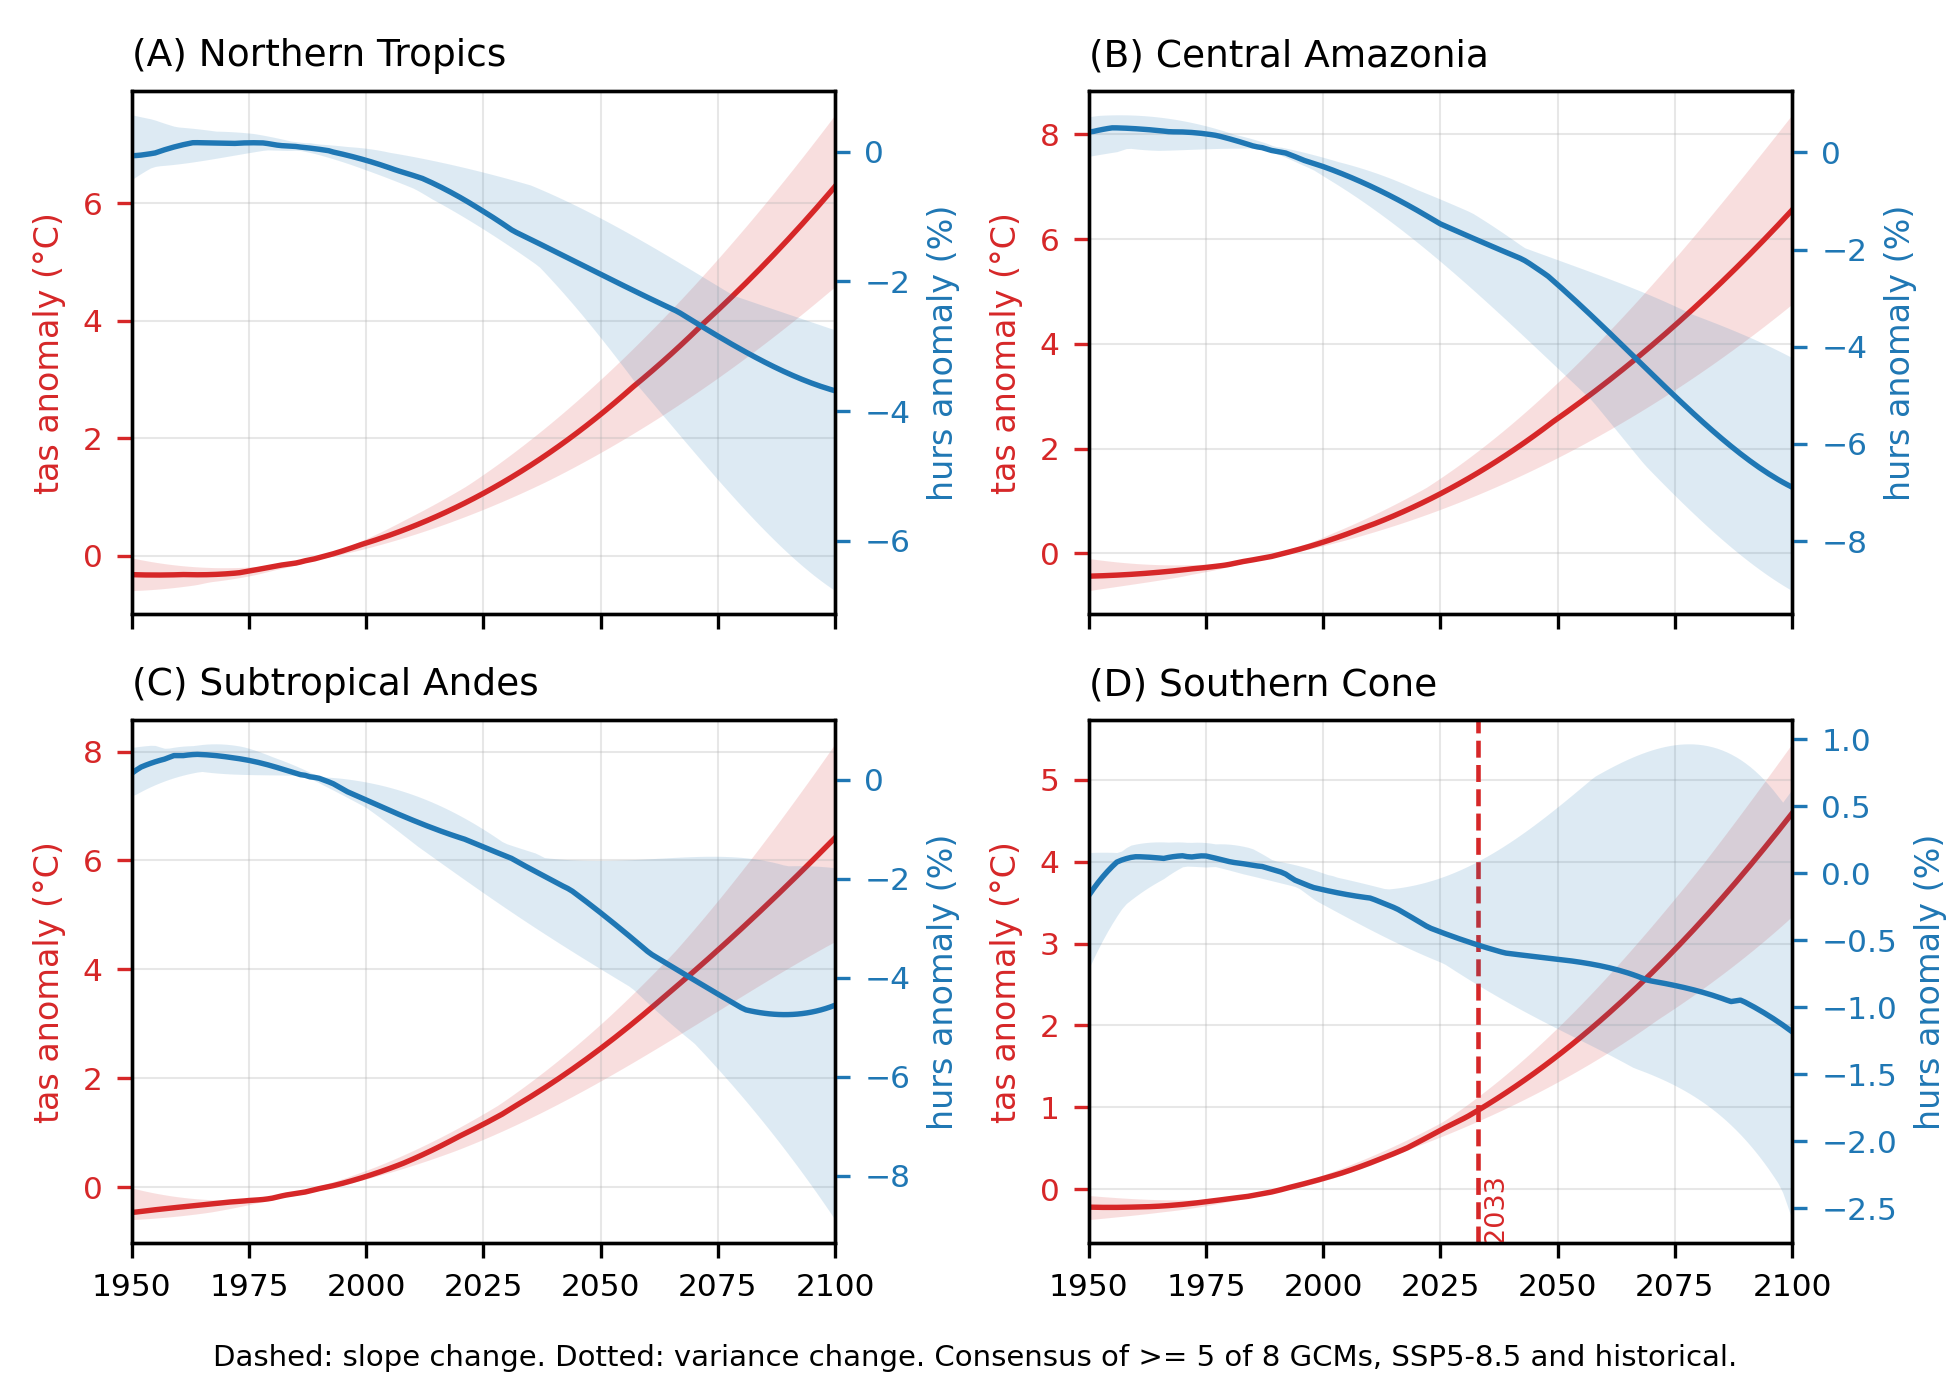 (A) Northern Tropics
6
4
2
0
tas anomaly (°C)
0
−2
−4
−6
hurs anomaly (%)
(B) Central Amazonia
8
6
4
2
0
tas anomaly (°C)
0
−2
−4
−6
−8
hurs anomaly (%)
(C) Subtropical Andes
8
6
4
2
0
tas anomaly (°C)
0
−2
−4
−6
−8
hurs anomaly (%)
1950 1975 2000 2025 2050 2075 2100
(D) Southern Cone
5
4
3
2
1
0
tas anomaly (°C)
2033
1.0
0.5
0.0
−0.5
−1.0
−1.5
−2.0
−2.5
hurs anomaly (%)
1950 1975 2000 2025 2050 2075 2100
Dashed: slope change. Dotted: variance change. Consensus of >= 5 of 8 GCMs, SSP5-8.5 and historical.